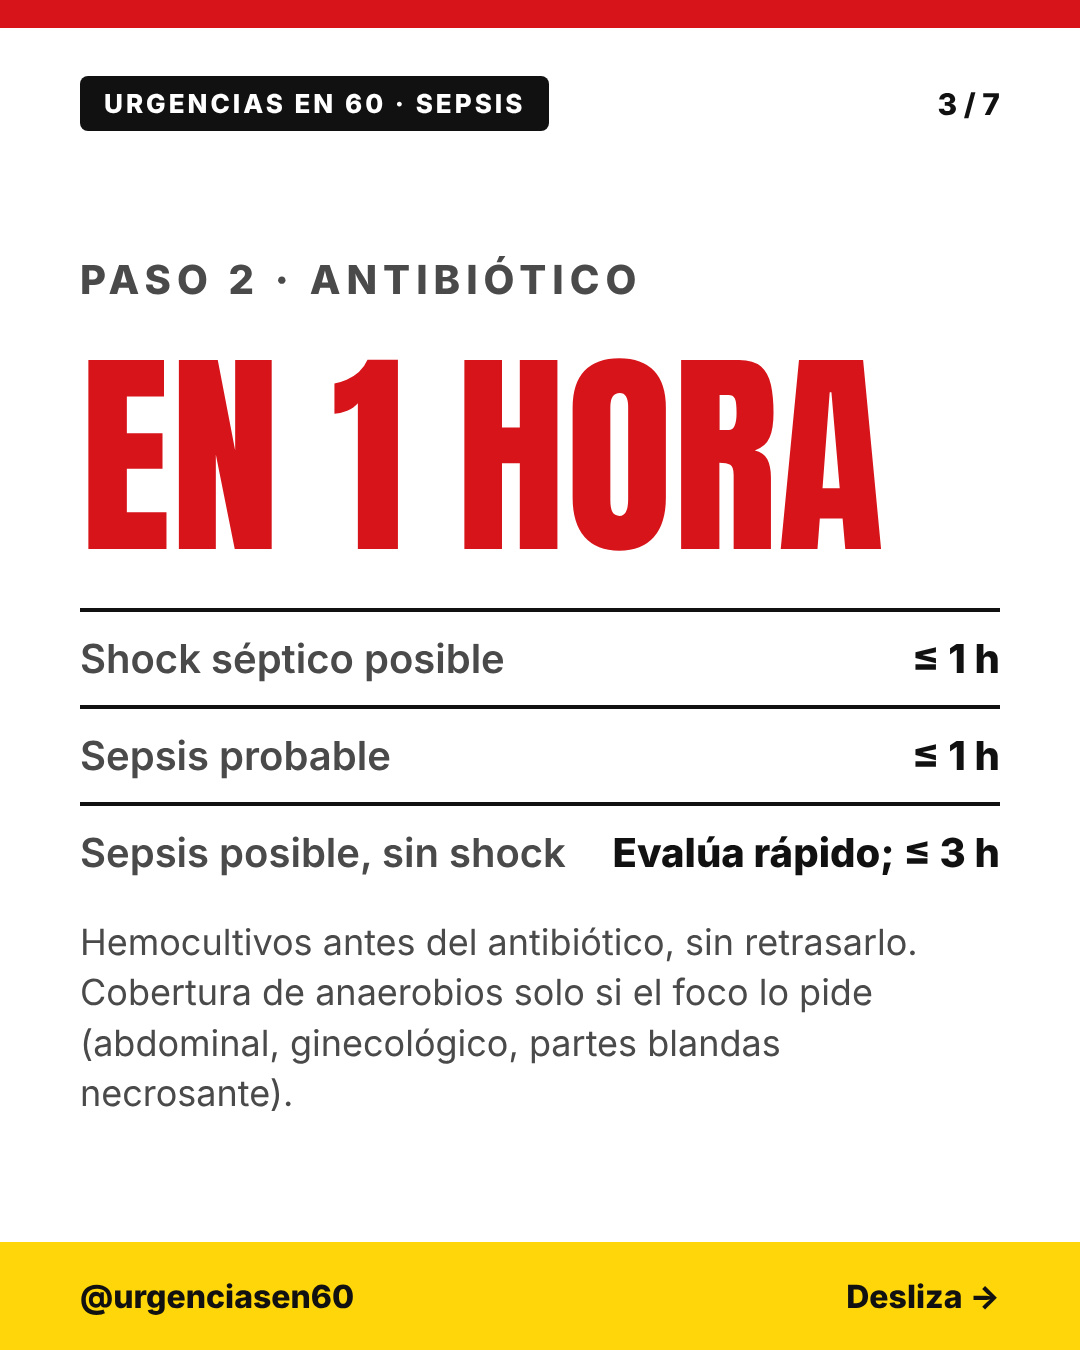 URGENCIAS EN 60 · SEPSIS
3 / 7
PASO 2 · ANTIBIÓTICO
EN 1 HORA
Shock séptico posible ≤ 1 h
Sepsis probable ≤ 1 h
Sepsis posible, sin shock Evalúa rápido; ≤ 3 h
Hemocultivos antes del antibiótico, sin retrasarlo.
Cobertura de anaerobios solo si el foco lo pide
(abdominal, ginecológico, partes blandas
necrosante).
@urgenciasen60
Desliza →